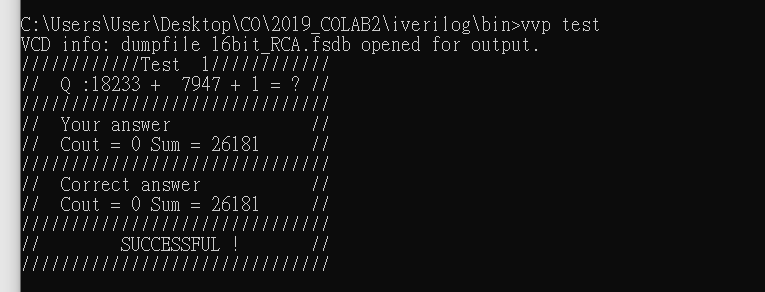 C:\Users\User\Desktop\CO\2019_COLAB2\iverilog\bin>vvp test
VCD info: dumpfile 16bit_RCA.fsdb opened for output.
////////////Test  1////////////
//  Q :18233 +  7947 + 1 = ? //
///////////////////////////////
//  Your answer              //
//  Cout = 0 Sum = 26181     //
///////////////////////////////
//  Correct answer           //
//  Cout = 0 Sum = 26181     //
///////////////////////////////
//        SUCCESSFUL !       //
///////////////////////////////